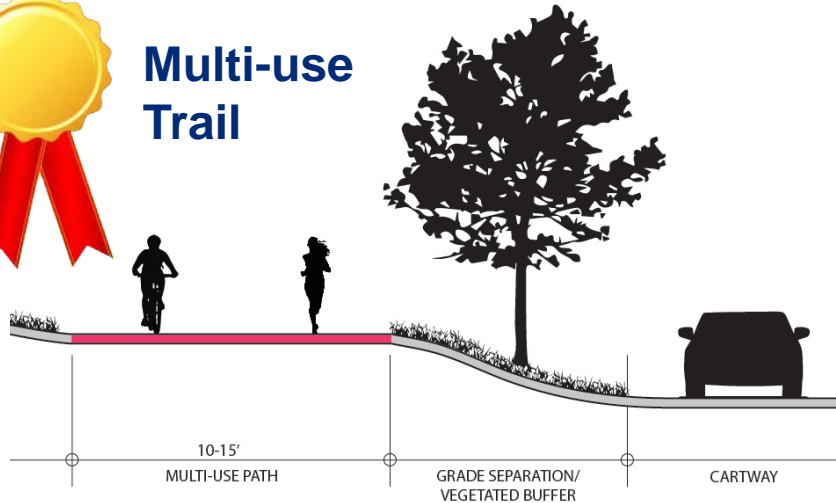 Multi-use
Trail
10-15'
MULTI-USE PATH
GRADE SEPARATION/
VEGETATED BUFFER
CARTWAY